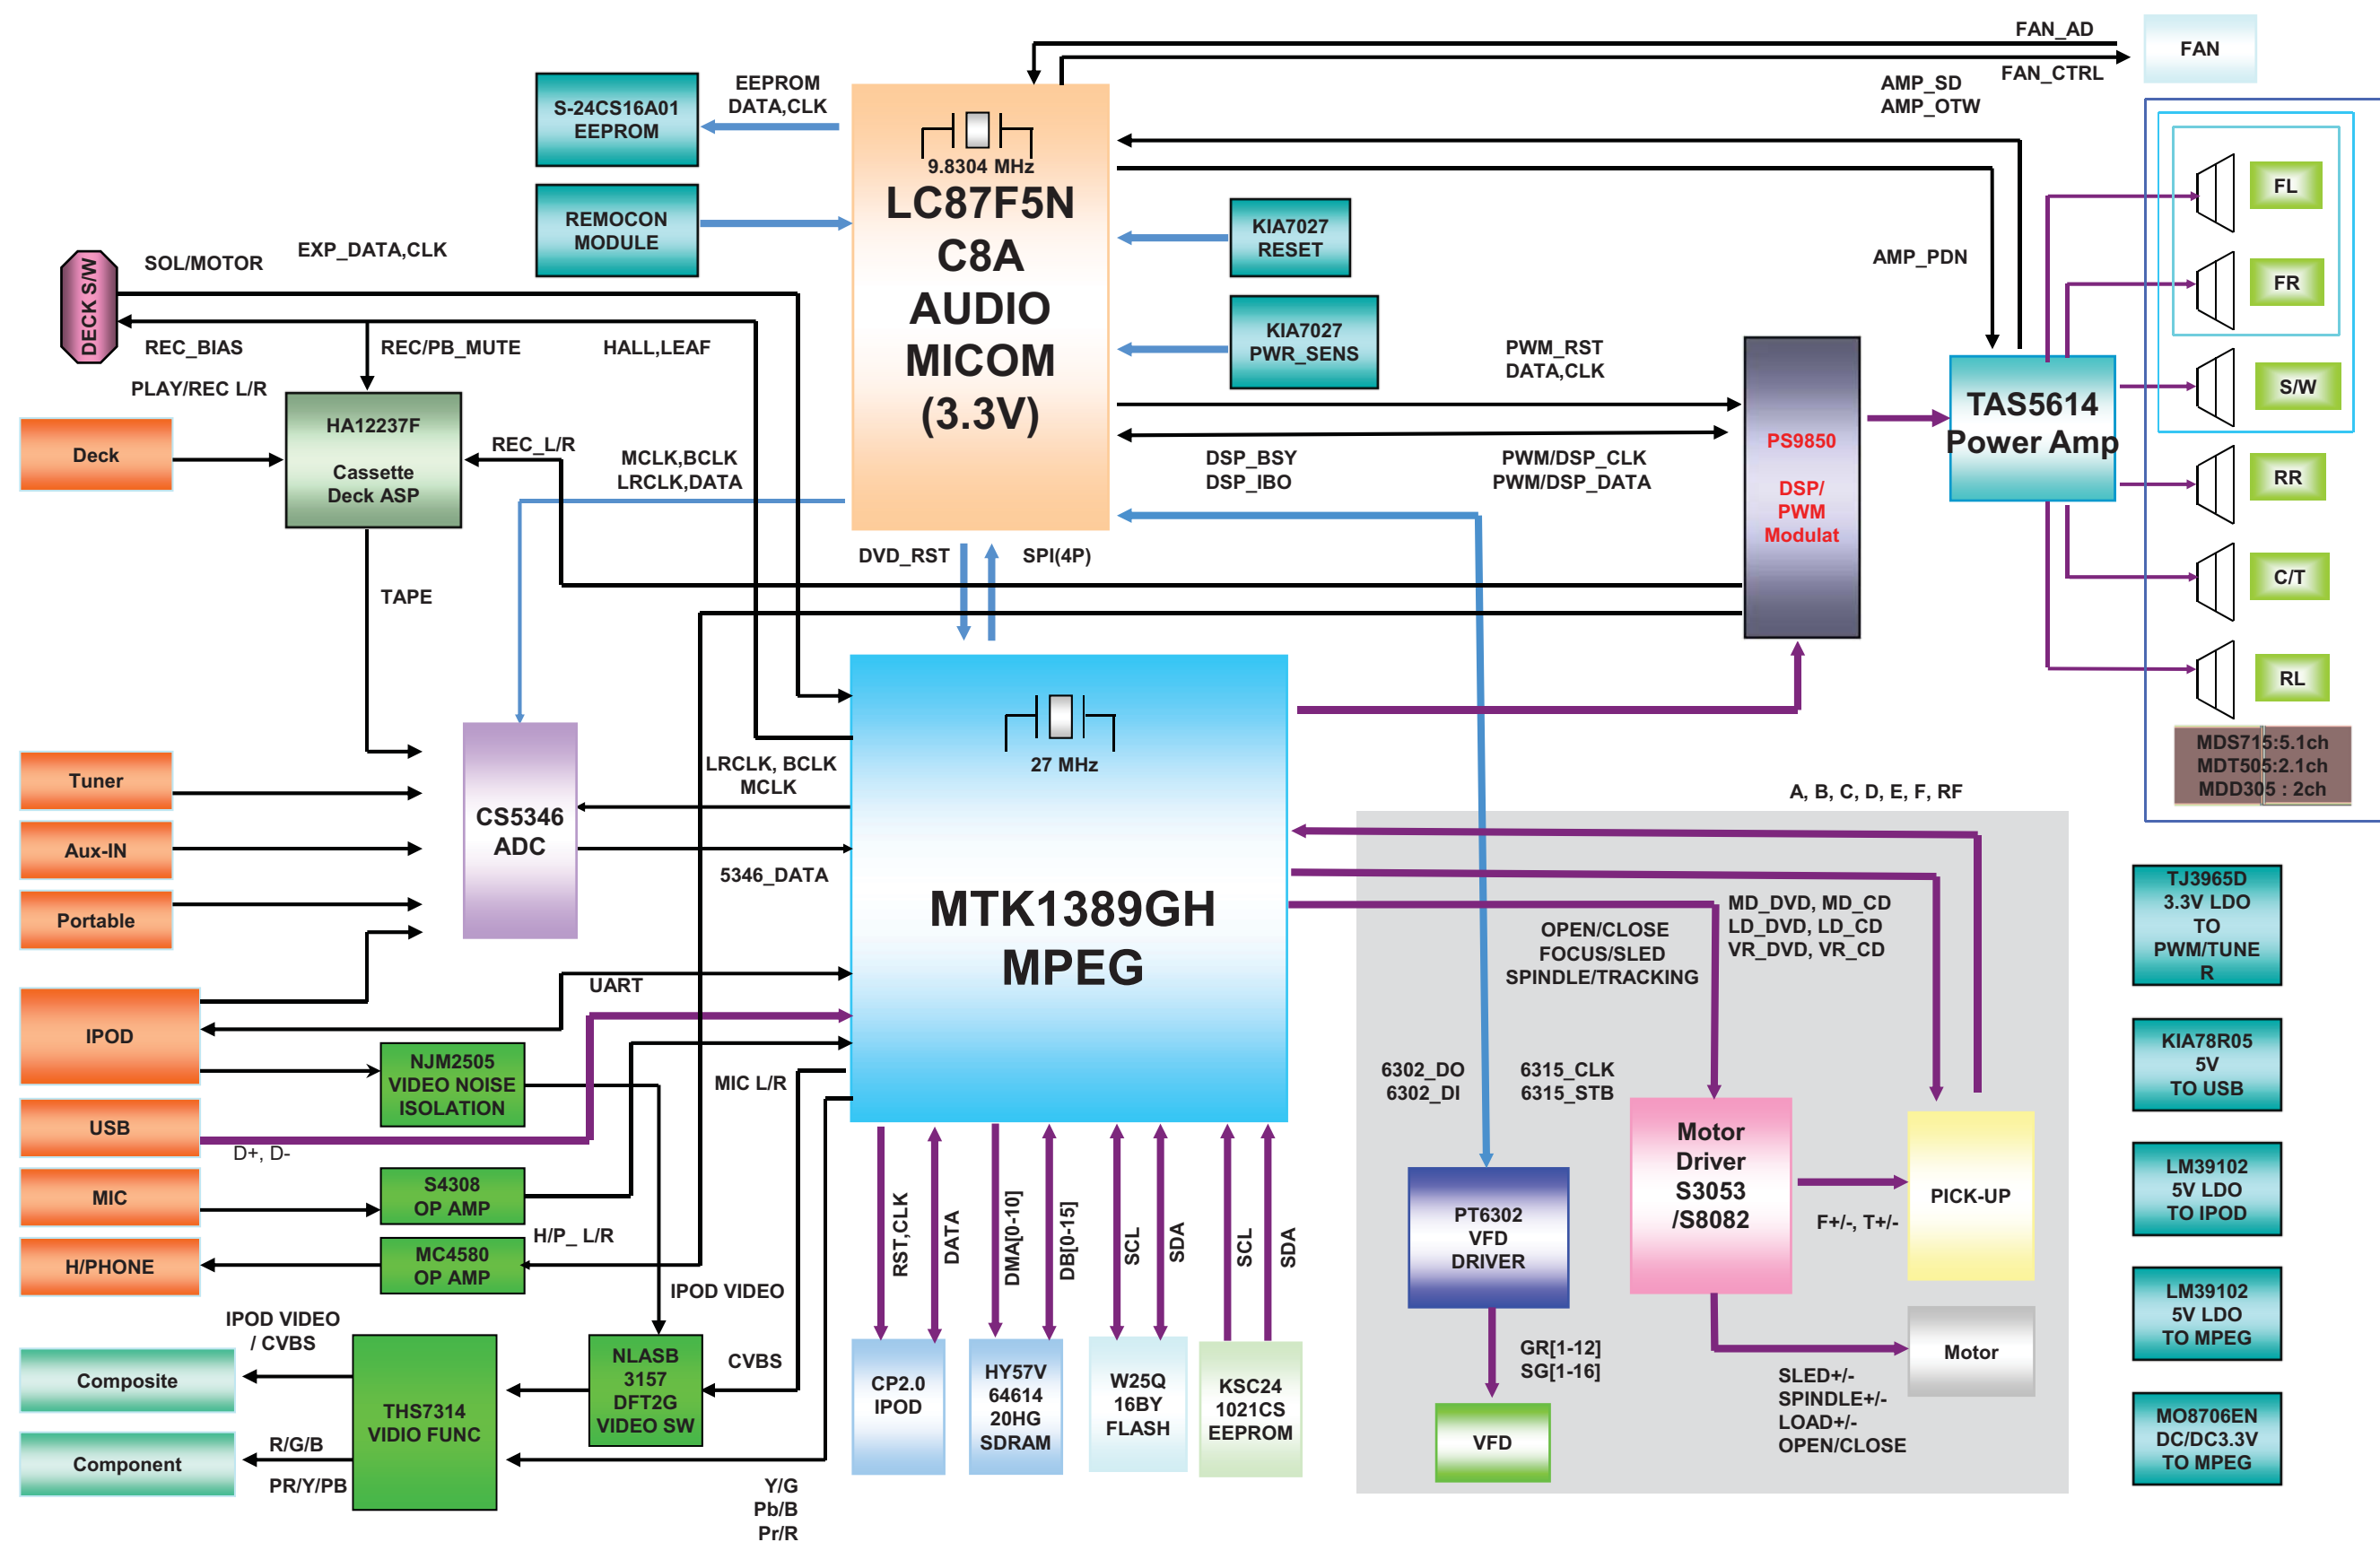 FAN_AD
FAN
FAN_CTRL
EEPROM
DATA,CLK
S-24CS16A01
EEPROM
AMP_SD
AMP_OTW
9.8304 MHz
LC87F5N
C8A
AUDIO
MICOM
(3.3V)
REMOCON
MODULE
KIA7027
RESET
KIA7027
PWR_SENS
AMP_PDN
FL
FR
S/W
RR
C/T
RL
DECK S/W
SOL/MOTOR
EXP_DATA,CLK
REC_BIAS
REC/PB_MUTE
HALL,LEAF
PLAY/REC L/R
PWM_RST
DATA,CLK
Deck
HA12237F
Cassette
Deck ASP
REC_L/R
MCLK,BCLK
LRCLK,DATA
DSP_BSY
DSP_IBO
PWM/DSP_CLK
PWM/DSP_DATA
PS9850
DSP/
PWM
Modulat
TAS5614
Power Amp
DVD_RST
SPI(4P)
TAPE
MDS715:5.1ch
MDT505:2.1ch
MDD305 : 2ch
27 MHz
LRCLK, BCLK
MCLK
Tuner
Aux-IN
Portable
CS5346
ADC
5346_DATA
MTK1389GH
MPEG
A, B, C, D, E, F, RF
OPEN/CLOSE
FOCUS/SLED
SPINDLE/TRACKING
MD_DVD, MD_CD
LD_DVD, LD_CD
VR_DVD, VR_CD
TJ3965D
3.3V LDO
TO
PWM/TUNE
R
UART
IPOD
NJM2505
VIDEO NOISE
ISOLATION
MIC L/R
6302_DO
6302_DI
6315_CLK
6315_STB
KIA78R05
5V
TO USB
USB
D+, D-
MIC
S4308
OP AMP
H/P_ L/R
H/PHONE
MC4580
OP AMP
RST,CLK
DATA
DMA[0-10]
DB[0-15]
SCL
SDA
SCL
SDA
PT6302
VFD
DRIVER
Motor
Driver
S3053
/S8082
F+/-, T+/-
PICK-UP
LM39102
5V LDO
TO IPOD
IPOD VIDEO
IPOD VIDEO
/ CVBS
Composite
Component
R/G/B
PR/Y/PB
THS7314
VIDIO FUNC
NLASB
3157
DFT2G
VIDEO SW
CVBS
Y/G
Pb/B
Pr/R
CP2.0
IPOD
HY57V
64614
20HG
SDRAM
W25Q
16BY
FLASH
KSC24
1021CS
EEPROM
GR[1-12]
SG[1-16]
VFD
Motor
SLED+/-
SPINDLE+/-
LOAD+/-
OPEN/CLOSE
LM39102
5V LDO
TO MPEG
MO8706EN
DC/DC3.3V
TO MPEG